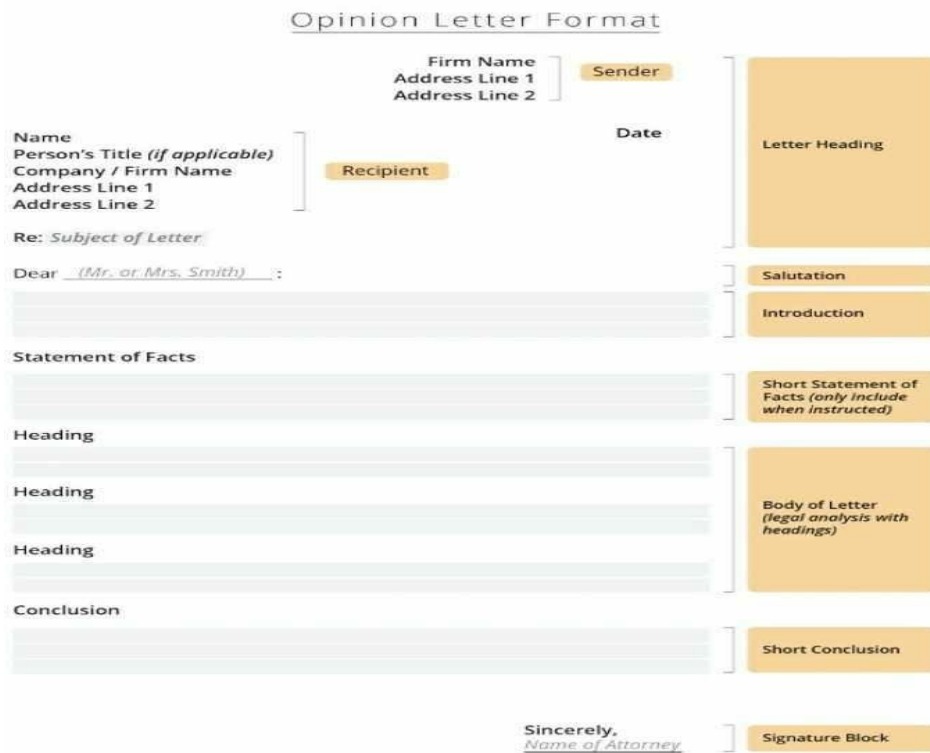 Opinion Letter Format
Firm Name
Address Line 1
Address Line 2
Sender
Date
Name
Person's Title (if applicable)
Company / Firm Name
Address Line 1
Address Line 2
Recipient
Re: Subject of Letter
Letter Heading
Dear (Mr. or Mrs. Smith) :
Salutation
Introduction
Statement of Facts
Short Statement of
Facts (only include
when instructed)
Heading
Heading
Heading
Body of Letter
(legal analysis with
headings)
Conclusion
Short Conclusion
Sincerely,
Name of Attorney
Signature Block